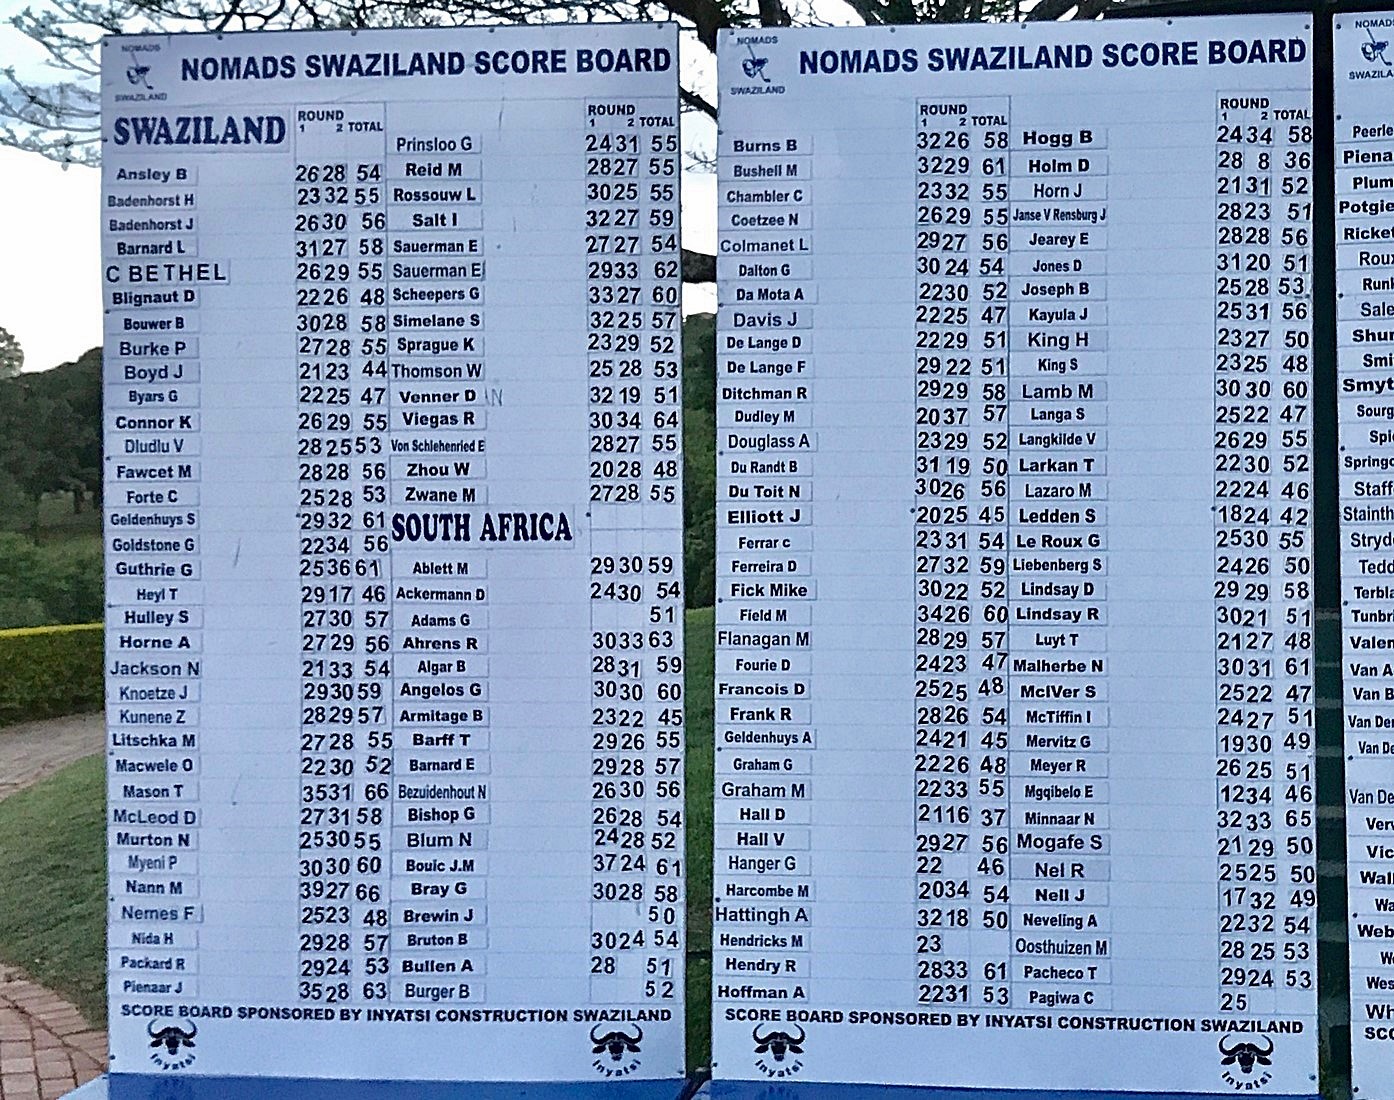 NOMADS
SWAZILAND
NOMADS SWAZILAND SCORE BOARD
SWAZILAND
ROUND
1 2 TOTAL
Ansley B 26 28 54
Badenhorst H 23 32 55
Badenhorst J 26 30 56
Barnard L 31 27 58
C BETHEL 26 29 55
Blignaut D 22 26 48
Bouwer B 30 28 58
Burke P 27 28 55
Boyd J 21 23 44
Byars G 22 25 47
Connor K 26 29 55
Dludlu V 28 25 53
Fawcet M 28 28 56
Forte C 25 28 53
Geldenhuys S 29 32 61
Goldstone G 22 34 56
Guthrie G 25 36 61
Heyl T 29 17 46
Hulley S 27 30 57
Horne A 27 29 56
Jackson N 21 33 54
Knoetze J 29 30 59
Kunene Z 28 29 57
Litschka M 27 28 55
Macwele O 22 30 52
Mason T 35 31 66
McLeod D 27 31 58
Murton N 25 30 55
Myeni P 30 30 60
Nann M 39 27 66
Nemes F 25 23 48
Nida H 29 28 57
Packard R 29 24 53
Pienaar J 35 28 63
ROUND
1 2 TOTAL
Prinsloo G 24 31 55
Reid M 28 27 55
Rossouw L 30 25 55
Salt I 32 27 59
Sauerman E 27 27 54
Sauerman E 29 33 62
Scheepers G 33 27 60
Simelane S 32 25 57
Sprague K 23 29 52
Thomson W 25 28 53
Venner D 32 19 51
Viegas R 30 34 64
Von Schlehenried E 28 27 55
Zhou W 20 28 48
Zwane M 27 28 55
SOUTH AFRICA
Ablett M 29 30 59
Ackermann D 24 30 54
Adams G 51
Ahrens R 30 33 63
Algar B 28 31 59
Angelos G 30 30 60
Armitage B 23 22 45
Barff T 29 26 55
Barnard E 29 28 57
Bezuidenhout N 26 30 56
Bishop G 26 28 54
Blum N 24 28 52
Bouic J.M 37 24 61
Bray G 30 28 58
Brewin J 50
Bruton B 30 24 54
Bullen A 28 51
Burger B 52
SCORE BOARD SPONSORED BY INYATSI CONSTRUCTION SWAZILAND
Inyatsi
Inyatsi
NOMADS
SWAZILAND
NOMADS SWAZILAND SCORE BOARD
ROUND
1 2 TOTAL
Burns B 32 26 58
Bushell M 32 29 61
Chambler C 23 32 55
Coetzee N 26 29 55
Colmanet L 29 27 56
Dalton G 30 24 54
Da Mota A 22 30 52
Davis J 22 25 47
De Lange D 22 29 51
De Lange F 29 22 51
Ditchman R 29 29 58
Dudley M 20 37 57
Douglass A 23 29 52
Du Randt B 31 19 50
Du Toit N 30 26 56
Elliott J 20 25 45
Ferrar c 23 31 54
Ferreira D 27 32 59
Fick Mike 30 22 52
Field M 34 26 60
Flanagan M 28 29 57
Fourie D 24 23 47
Francois D 25 25 48
Frank R 28 26 54
Geldenhuys A 24 21 45
Graham G 22 26 48
Graham M 22 33 55
Hall D 21 16 37
Hall V 29 27 56
Hanger G 22 46
Harcombe M 20 34 54
Hattingh A 32 18 50
Hendricks M 23
Hendry R 28 33 61
Hoffman A 22 31 53
ROUND
1 2 TOTAL
Hogg B 24 34 58
Holm D 28 8 36
Horn J 21 31 52
Janse V Rensburg J 28 23 51
Jearey E 28 28 56
Jones D 31 20 51
Joseph B 25 28 53
Kayula J 25 31 56
King H 23 27 50
King S 23 25 48
Lamb M 30 30 60
Langa S 25 22 47
Langkilde V 26 29 55
Larkan T 22 30 52
Lazaro M 22 24 46
Ledden S 18 24 42
Le Roux G 25 30 55
Liebenberg S 24 26 50
Lindsay D 29 29 58
Lindsay R 30 21 51
Luyt T 21 27 48
Malherbe N 30 31 61
McIVer S 25 22 47
McTiffin I 24 27 51
Mervitz G 19 30 49
Meyer R 26 25 51
Mgqibelo E 12 34 46
Minnaar N 32 33 65
Mogafe S 21 29 50
Nel R 25 25 50
Nell J 17 32 49
Neveling A 22 32 54
Oosthuizen M 28 25 53
Pacheco T 29 24 53
Pagiwa C 25
SCORE BOARD SPONSORED BY INYATSI CONSTRUCTION SWAZILAND
Inyatsi
Inyatsi